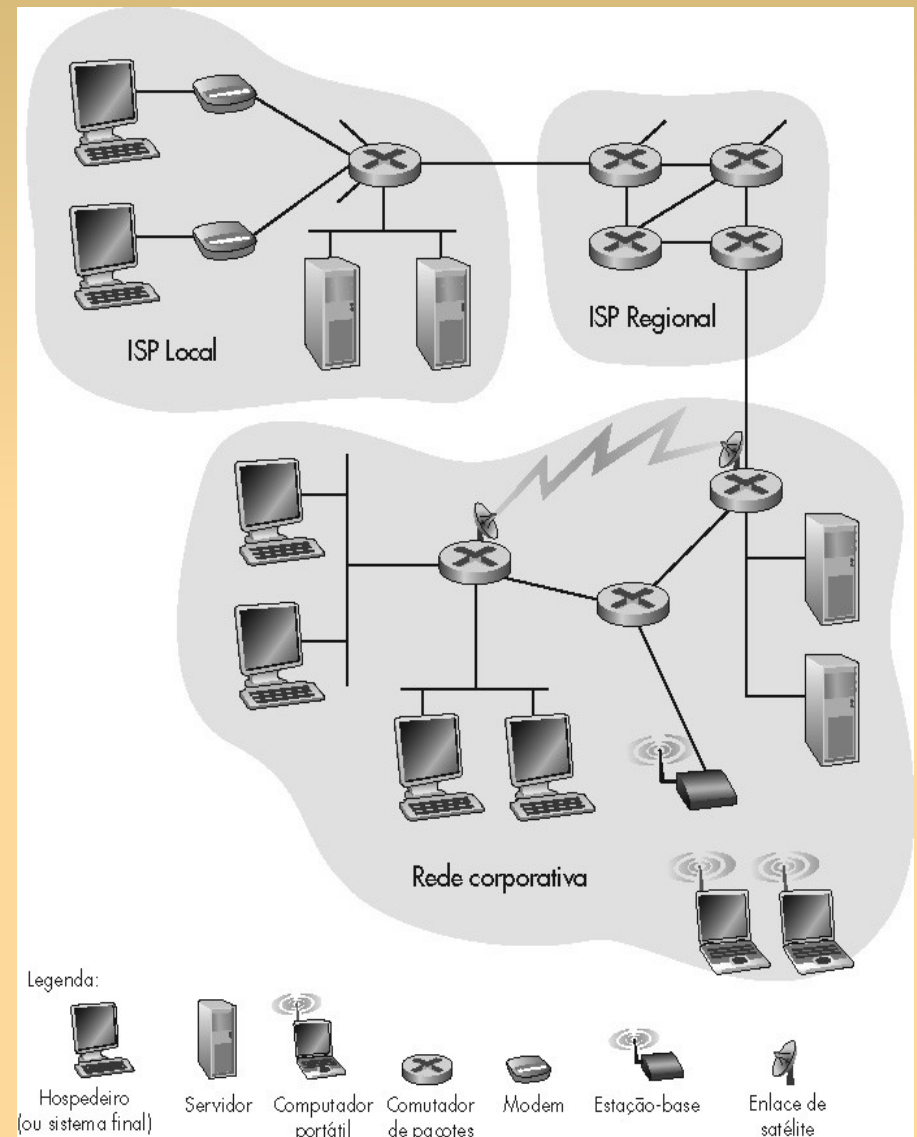 ISP Local
ISP Regional
Rede corporativa
Legenda:
Hospedeiro
(ou sistema final)
Servidor
Computador
portátil
Comutador
de pacotes
Modem
Estação-base
Enlace de
satélite